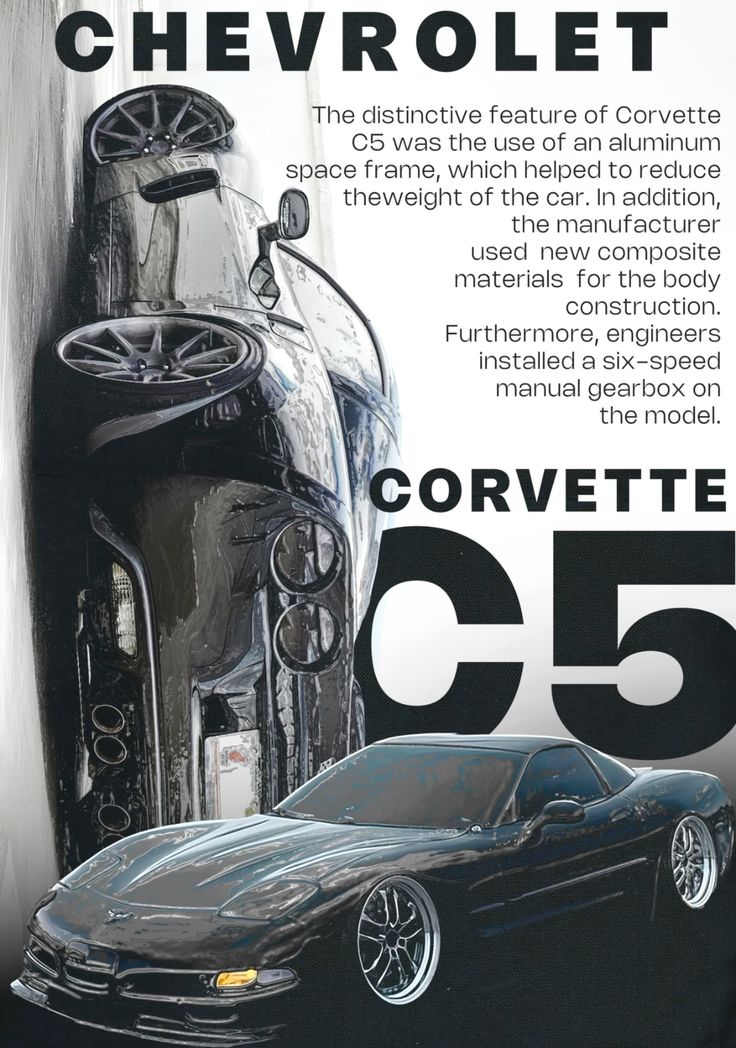 CHEVROLET
The distinctive feature of Corvette
C5 was the use of an aluminum
space frame, which helped to reduce
theweight of the car. In addition,
the manufacturer
used new composite
materials for the body
construction.
Furthermore, engineers
installed a six-speed
manual gearbox on
the model.
CORVETTE
C5